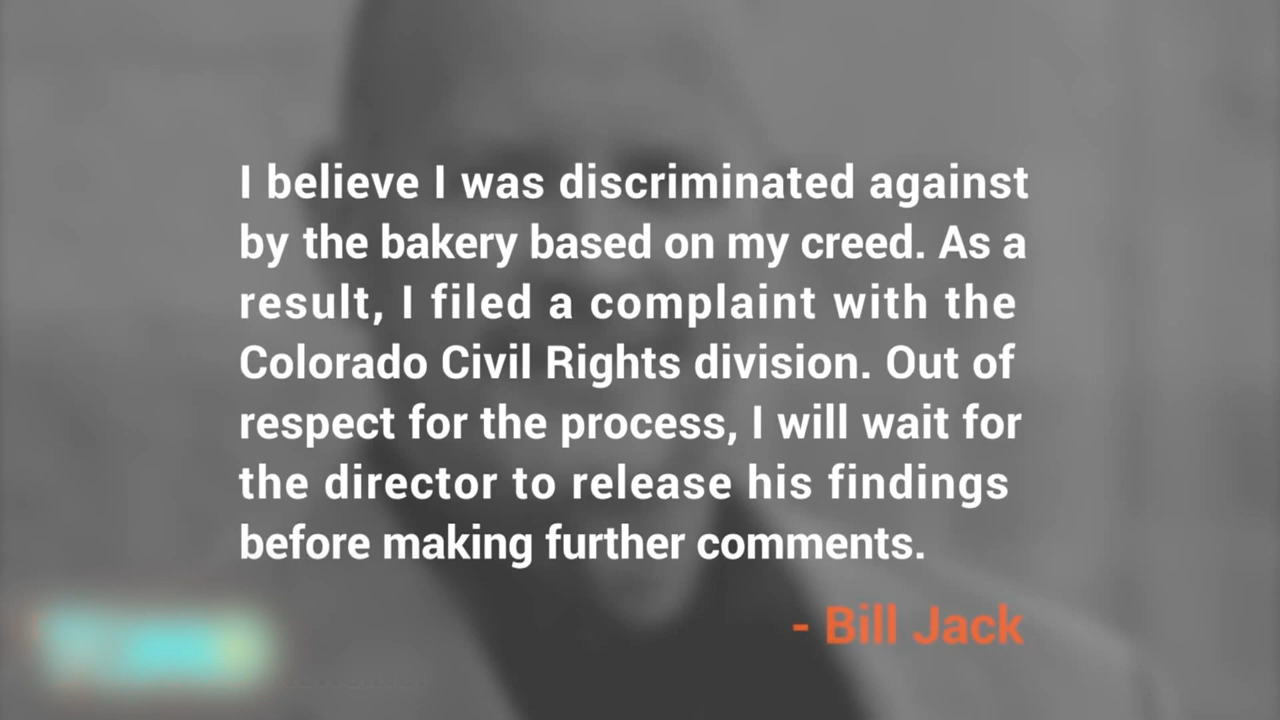 I believe I was discriminated against
by the bakery based on my creed. As a
result, I filed a complaint with the
Colorado Civil Rights division. Out of
respect for the process, I will wait for
the director to release his findings
before making further comments.
- Bill Jack